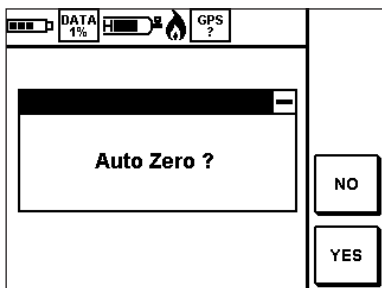 DATA
1%
GPS
?
Auto Zero ?
NO
YES